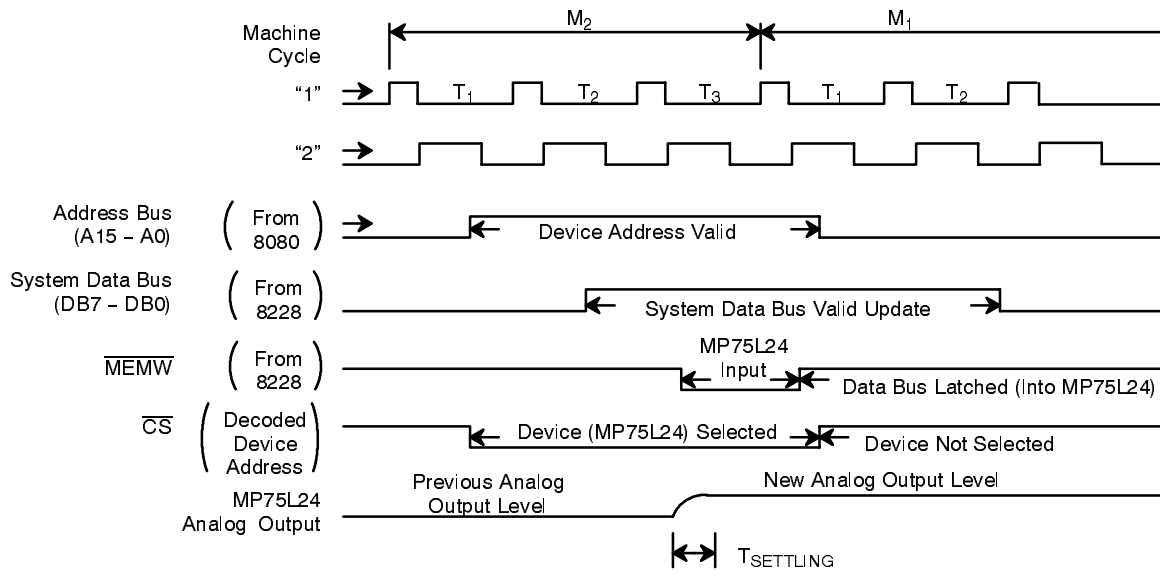 M2 M1
Machine
Cycle
“1” T1 T2 T3 T1 T2
“2”
Address Bus
(A15 – A0)
( From
8080 )
Device Address Valid
System Data Bus
(DB7 – DB0)
( From
8228 )
System Data Bus Valid Update
MEMW
( From
8228 )
MP75L24
Input
Data Bus Latched (Into MP75L24)
CS
( Decoded
Device
Address )
Device (MP75L24) Selected
Device Not Selected
MP75L24
Analog Output
Previous Analog
Output Level
New Analog Output Level
TSETTLING